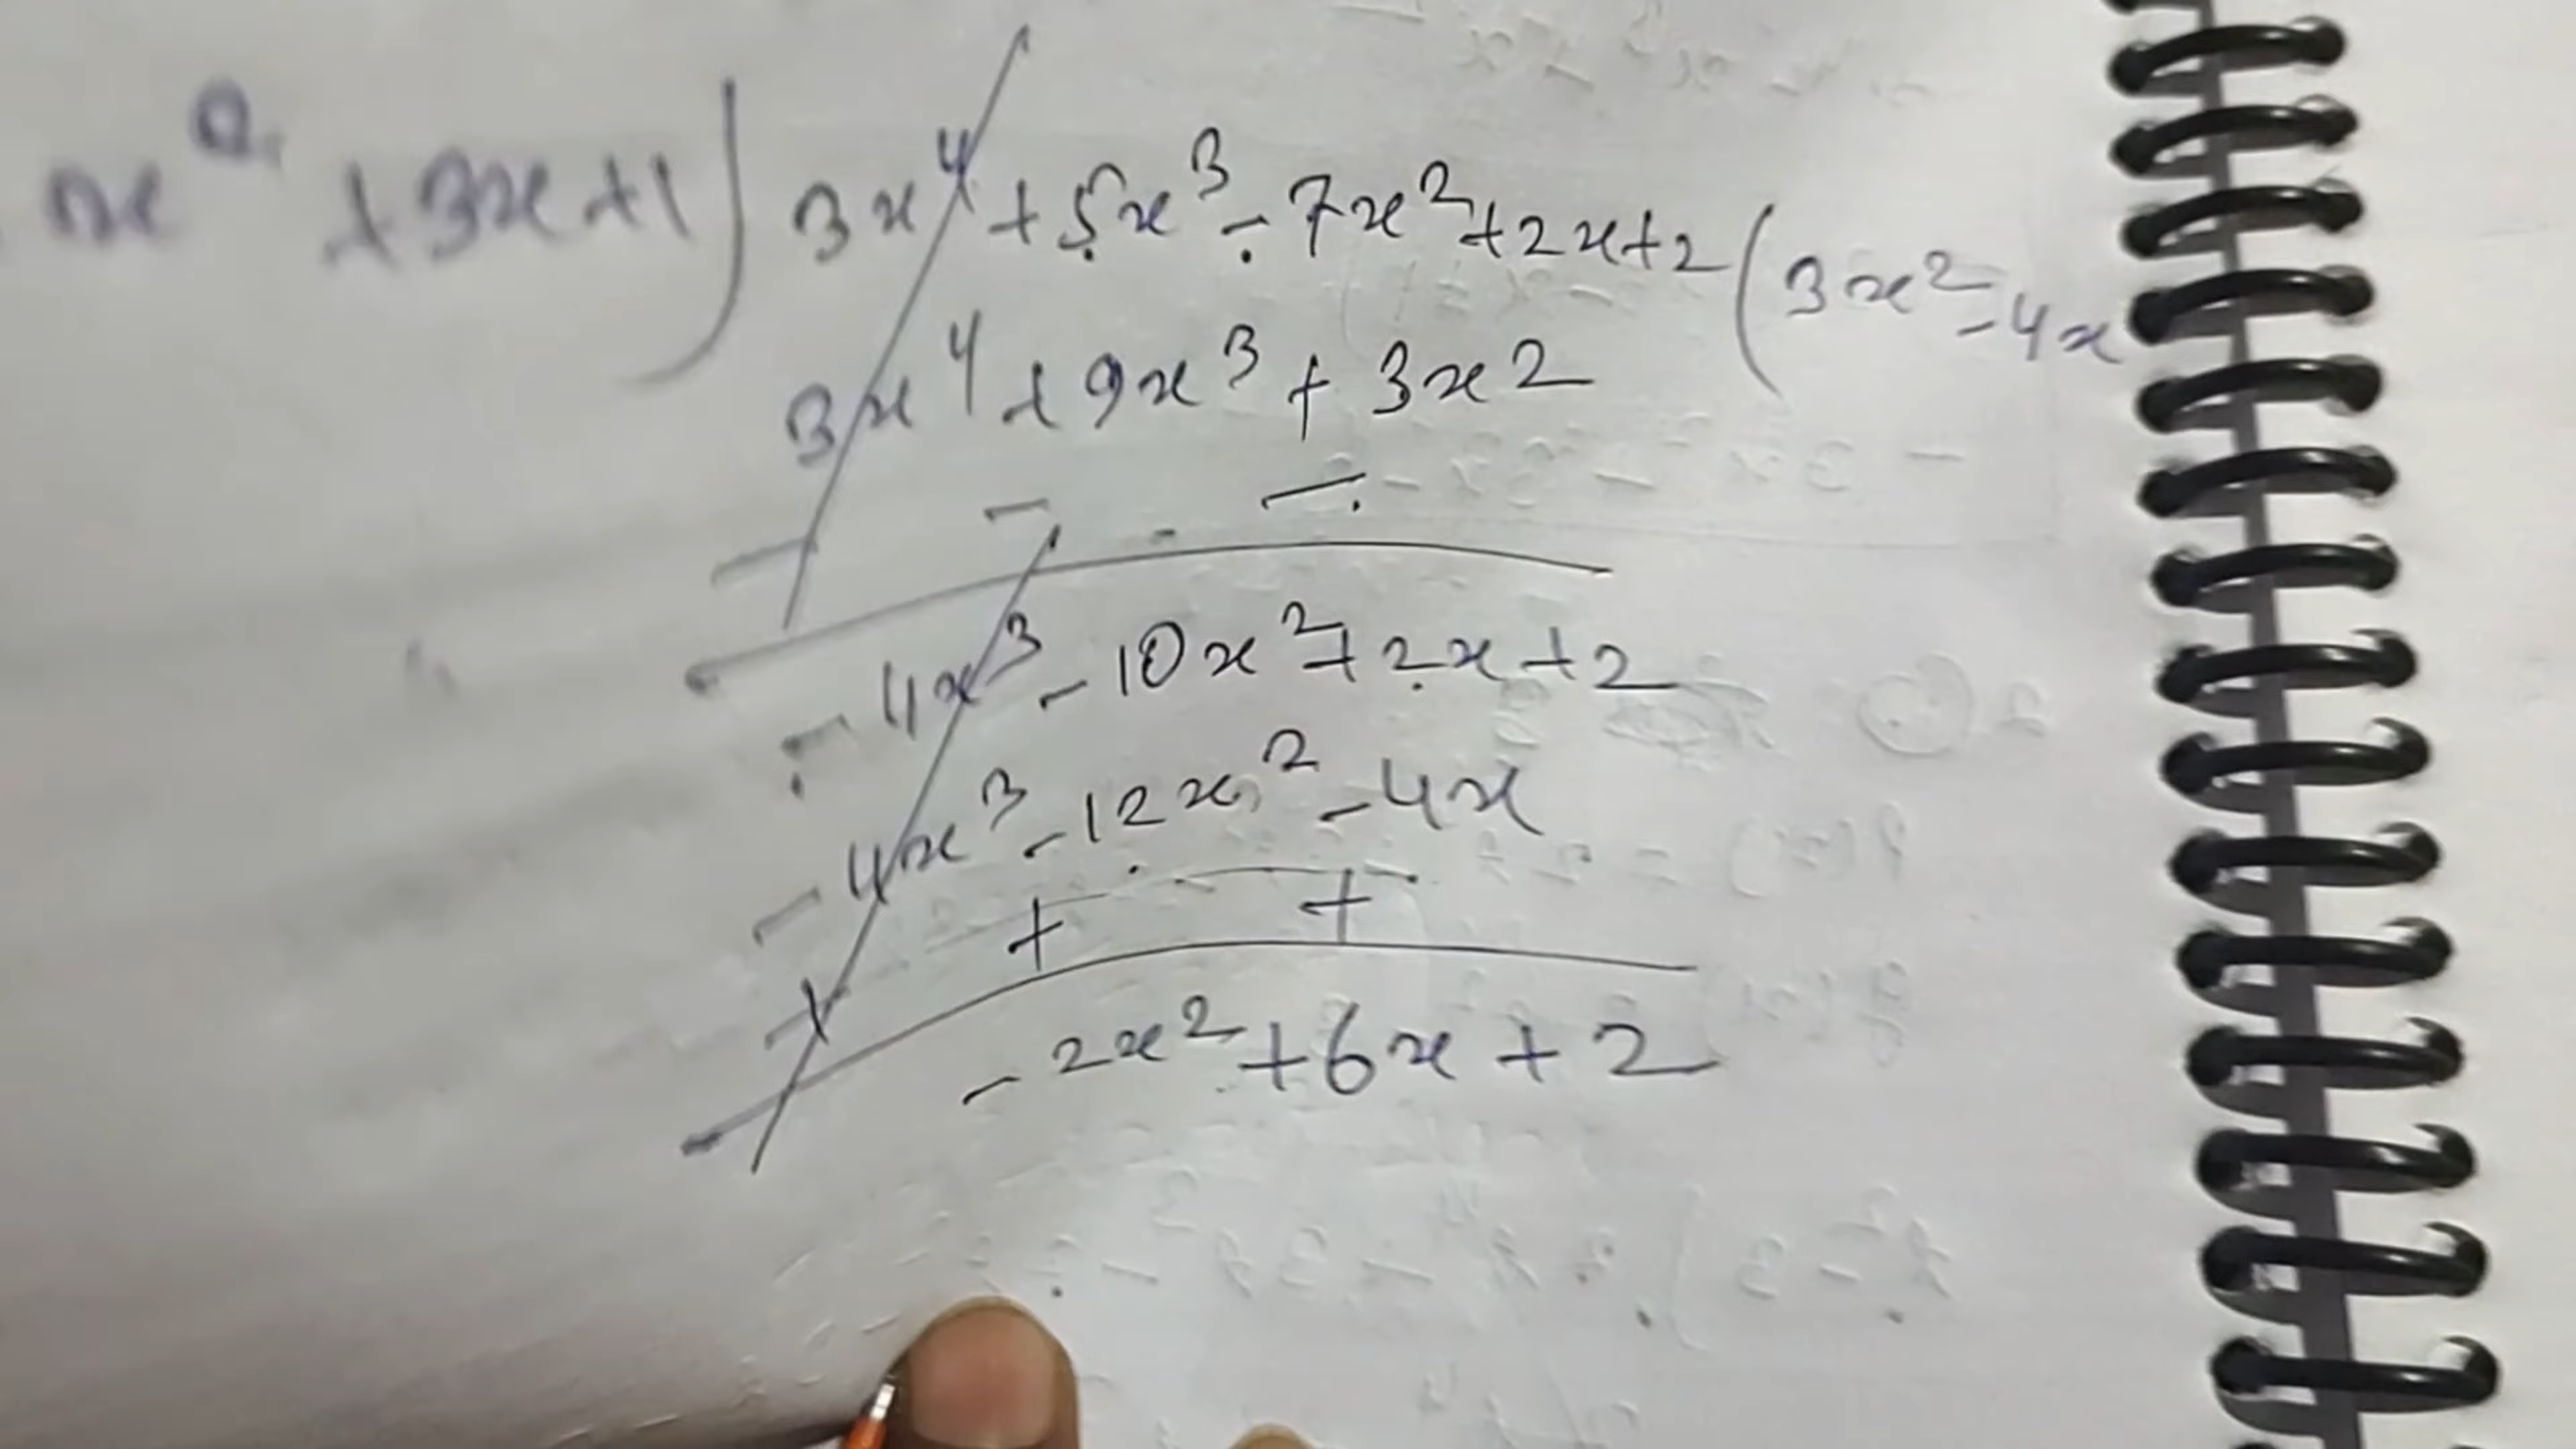 x² + 3x + 1 ) 3x⁴ + 5x³ - 7x² + 2x + 2 ( 3x² - 4x
3x⁴ + 9x³ + 3x2
- - -
- 4x³ - 10x² + 2x + 2
- 4x³ - 12x² - 4x
+ + +
- 2x² + 6x + 2